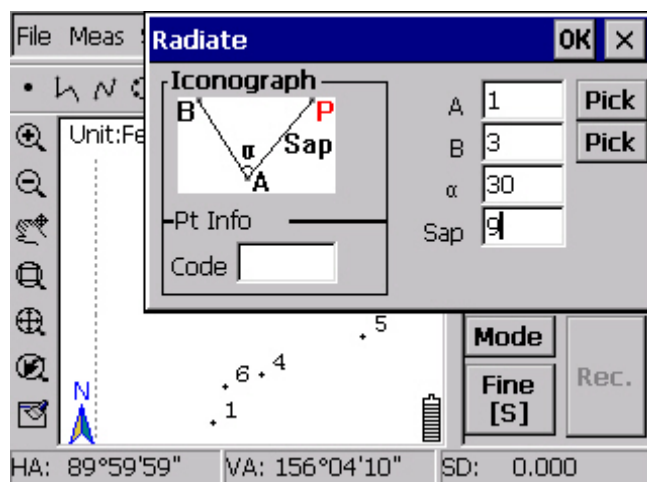 File Meas
Radiate OK ×
Iconograph
B P
α Sap
A
A 1 Pick
B 3 Pick
α 30
Sap 9
Pt Info
Code
Unit:Fe
5
6 4
1
N
Mode
Fine
[S]
Rec.
HA: 89°59'59" VA: 156°04'10" SD: 0.000